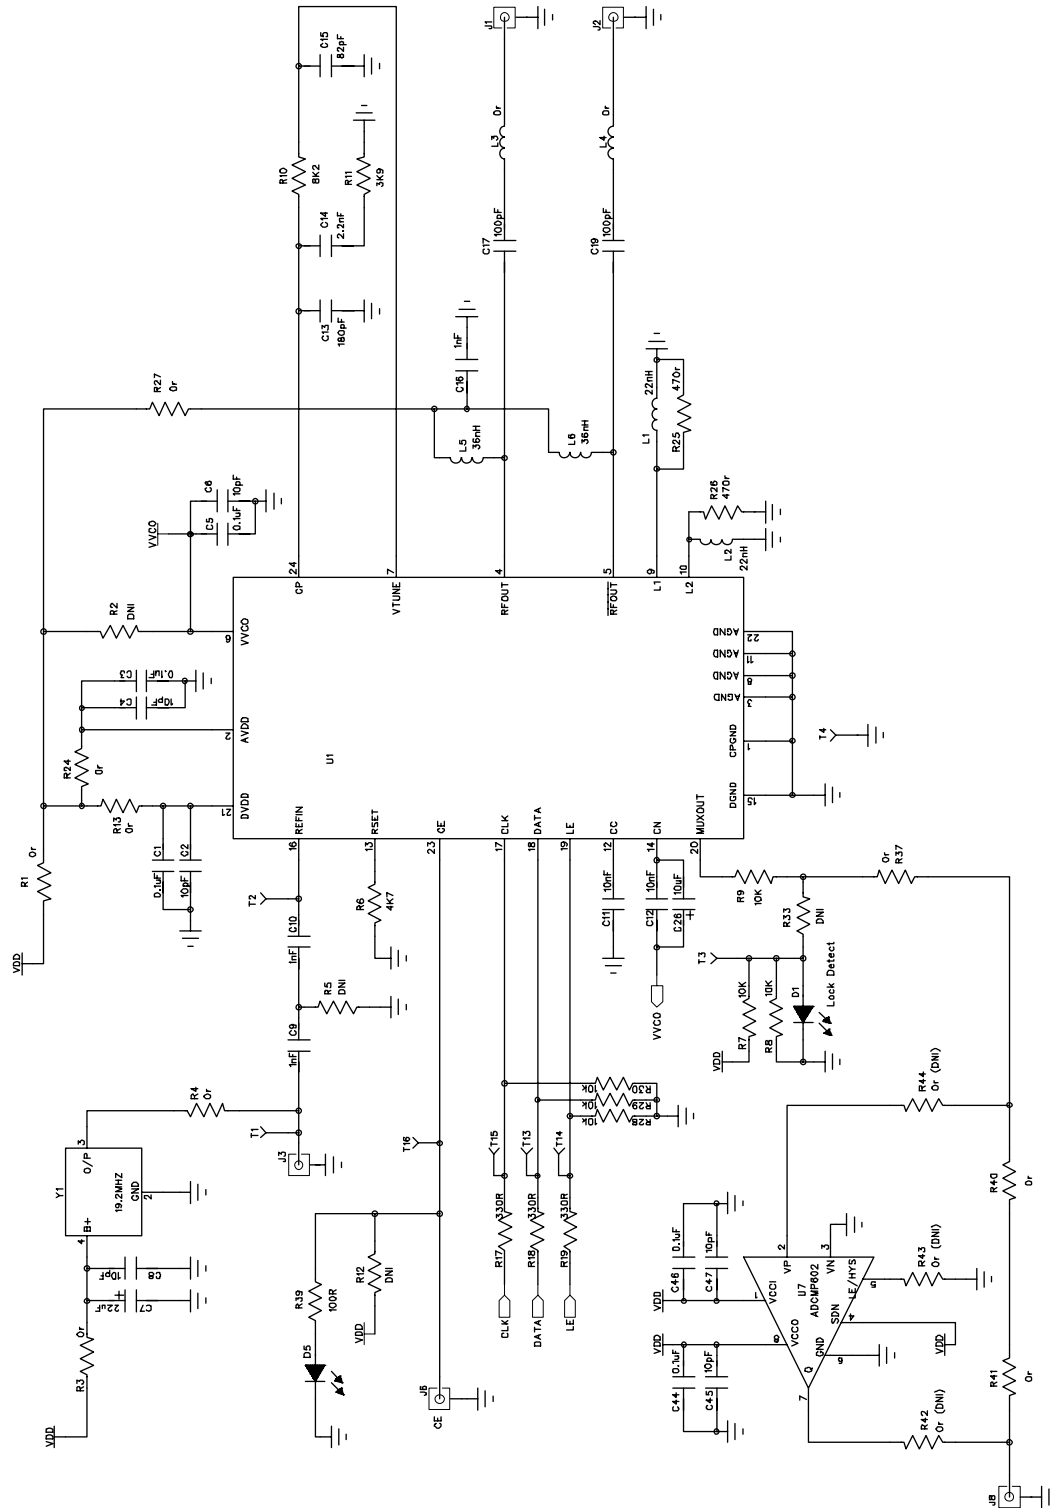 VDD
R1
0r
R13
0r
R24
0r
C1
0.1uF
C2
10pF
C4
10pF
C3
0.1uF
R2
DNI
VVCO
C5
0.1uF
C6
10pF
R27
0r
R10
8K2
C15
82pF
C14
2.2nF
R11
3K9
C13
180pF
C16
1nF
L5
36nH
L6
36nH
C17
100pF
L3
0r
J1
C19
100pF
L4
0r
J2
L1
22nH
R25
470r
L2
22nH
R26
470r
U1
21
DVDD
2
AVDD
6
VVCO
24
CP
7
VTUNE
4
RFOUT
5
RFOUT
9
L1
10
L2
16
REFIN
13
RSET
23
CE
17
CLK
18
DATA
19
LE
12
CC
14
CN
20
MUXOUT
15
DGND
1
CPGND
3
AGND
8
AGND
11
AGND
22
AGND
T4
VDD
R3
0r
C7
22uF
+
C8
10pF
Y1
19.2MHZ
4
B+
GND
2
O/P
3
R4
0r
T1
J3
C9
1nF
R5
DNI
C10
1nF
T2
R6
4K7
D5
R39
100R
VDD
R12
DNI
T16
J6
CE
CLK
R17
330R
T15
DATA
R18
330R
T13
LE
R19
330R
T14
R28
10k
R29
10k
R30
10k
C11
10nF
C12
10nF
C26
10uF
+
VVCO
R9
10K
R33
DNI
T3
R7
10K
R8
10K
VDD
D1
Lock Detect
R37
0r
R44
0r (DNI)
R40
0r
R41
0r
R42
0r (DNI)
R43
0r (DNI)
J8
VDD
C46
0.1uF
C47
10pF
VDD
C44
0.1uF
C45
10pF
U7
ADCMP602
1
VCCI
8
VCCO
2
VP
3
VN
5
LE/HYS
4
SDN
6
GND
7
Q
VDD